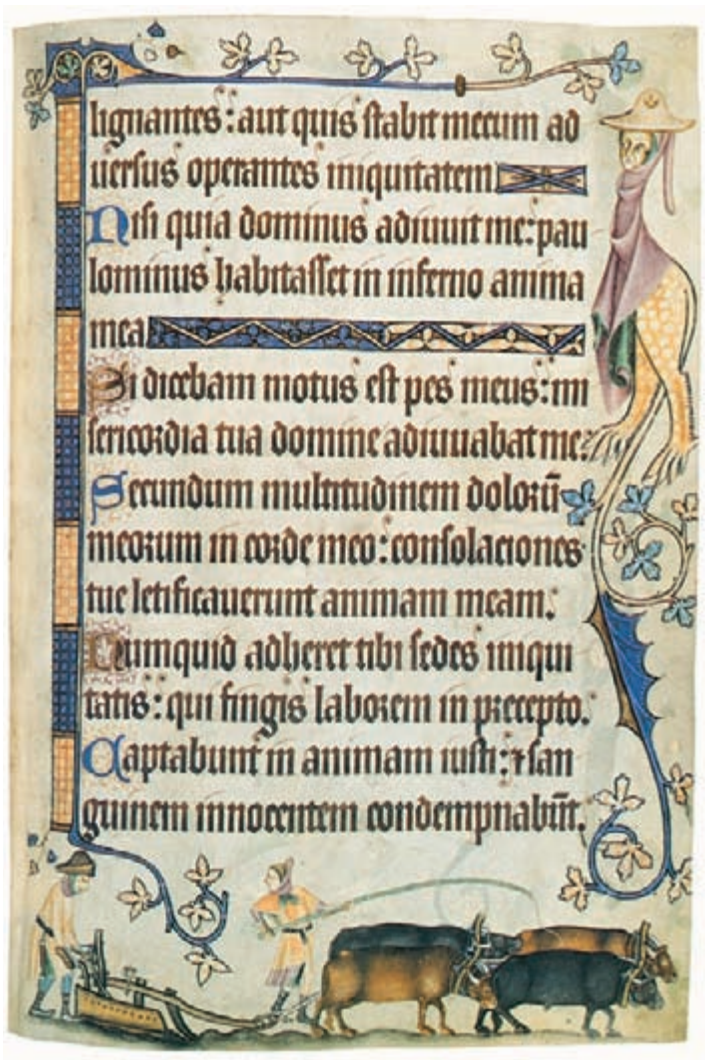 lignantes: aut quis stabit mecum ad
uersus operantes iniquitatem
Nisi quia dominus adiuuit me: pau
lominus habitasset in inferno anima
mea
Si dicebam motus est pes meus: mi
sericordia tua domine adiuuabat me.
Secundum multitudinem dolorū
meorum in corde meo: consolaciones
tue letificauerunt animam meam.
Numquid adheret tibi sedes iniqui
tatis: qui fingis laborem in precepto.
Captabunt in animam iusti: ⁊ san
guinem innocentem condempnabūt.